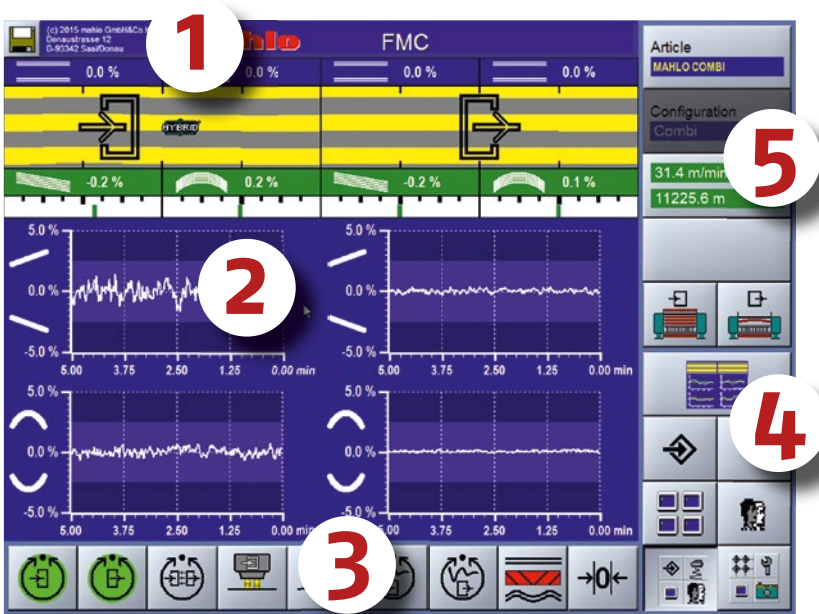 (c) 2015 mahlo GmbH&Co.
Donaustrasse 12
D-93342 Saal/Donau
1
FMC
0.0 % 0.0 % 0.0 % 0.0 %
HYBRID
-0.2 % 0.2 % -0.2 % 0.1 %
Article
MAHLO COMBI
Configuration
Combi
31.4 m/min
11225.6 m
5
5.0 % 5.0 %
0.0 % 2 0.0 %
-5.0 % -5.0 %
5.00 3.75 2.50 1.25 0.00 min 5.00 3.75 2.50 1.25 0.00 min
5.0 % 5.0 %
4
0.0 % 0.0 %
-5.0 % -5.0 %
5.00 3.75 2.50 1.25 0.00 min 5.00 3.75 2.50 1.25 0.00 min
3
→0←